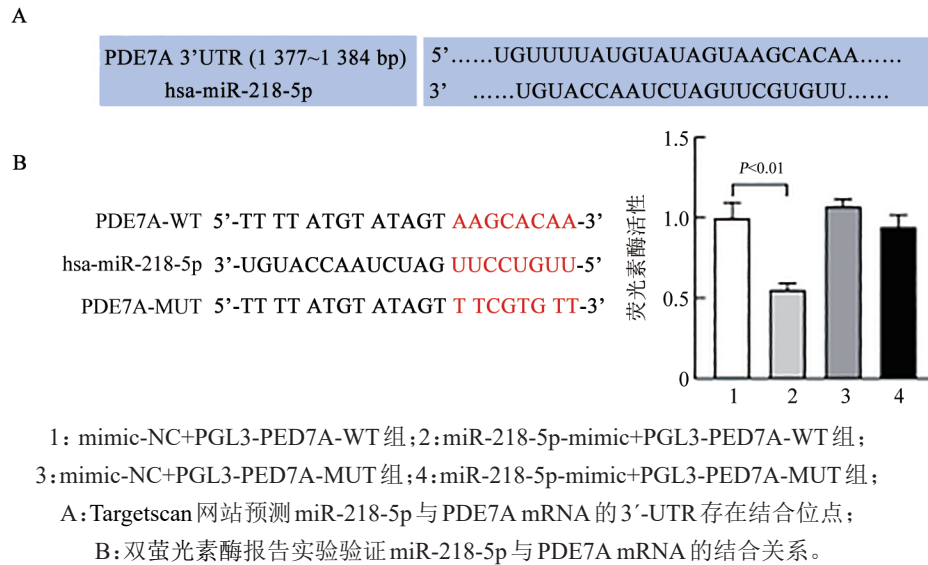 A
PDE7A 3’UTR (1 377~1 384 bp)
5’……UGUUUUAUGUAUAGUAAGCACAA……
hsa-miR-218-5p
3’ ……UGUACCAAUCUAGUUCGUGUU……
B
PDE7A-WT 5’-TT TT ATGT ATAGT AAGCACAA-3’
hsa-miR-218-5p 3’-UGUACCAAUCUAG UUCCUGUU-5’
PDE7A-MUT 5’-TT TT ATGT ATAGT T TCGTG TT-3’
荧光素酶活性
1.5
1.0
0.5
0
P<0.01
1 2 3 4
1: mimic-NC+PGL3-PED7A-WT组;2:miR-218-5p-mimic+PGL3-PED7A-WT组;
3:mimic-NC+PGL3-PED7A-MUT组;4:miR-218-5p-mimic+PGL3-PED7A-MUT组;
A:Targetscan网站预测miR-218-5p与PDE7A mRNA的3′-UTR存在结合位点;
B:双萤光素酶报告实验验证miR-218-5p与PDE7A mRNA的结合关系。